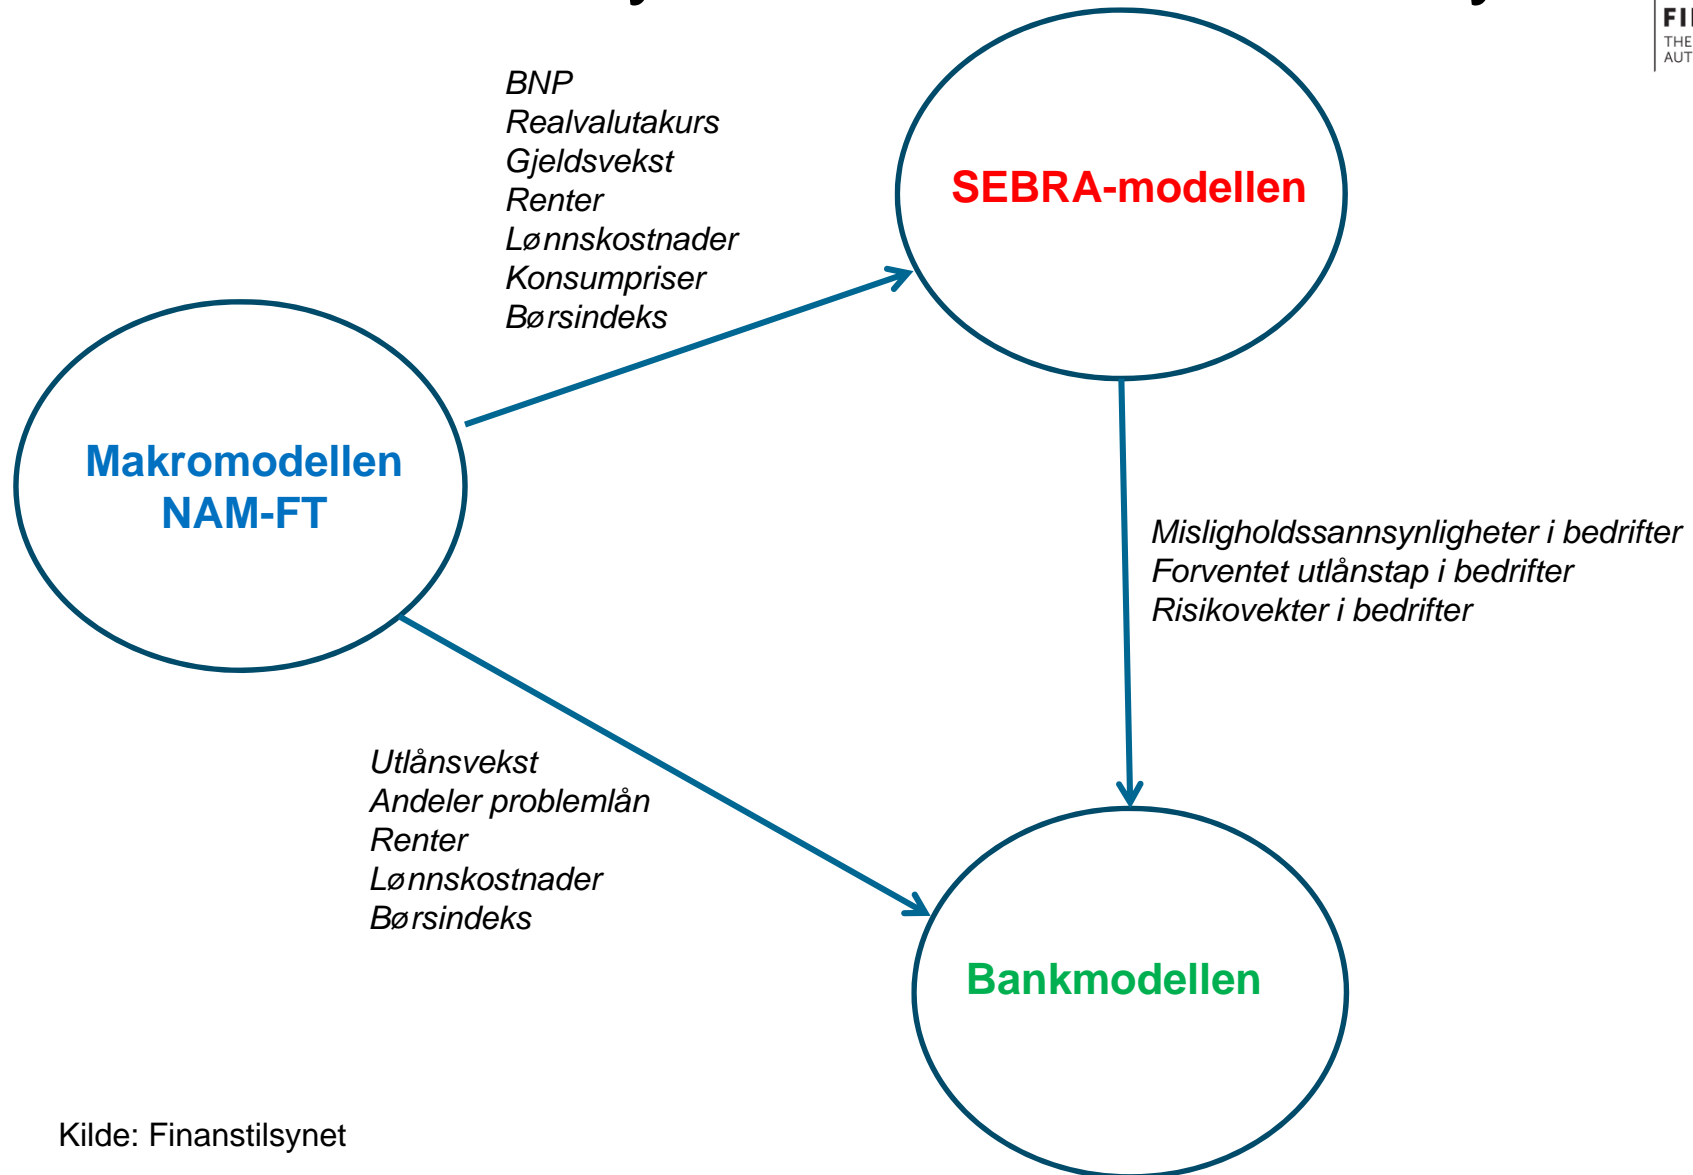 BNP
Realvalutakurs
Gjeldsvekst
Renter
Lønnskostnader
Konsumpriser
Børsindeks
SEBRA-modellen
Makromodellen
NAM-FT
Misligholdssannsynligheter i bedrifter
Forventet utlånstap i bedrifter
Risikovekter i bedrifter
Utlånsvekst
Andeler problemlån
Renter
Lønnskostnader
Børsindeks
Bankmodellen
Kilde: Finanstilsynet
THE